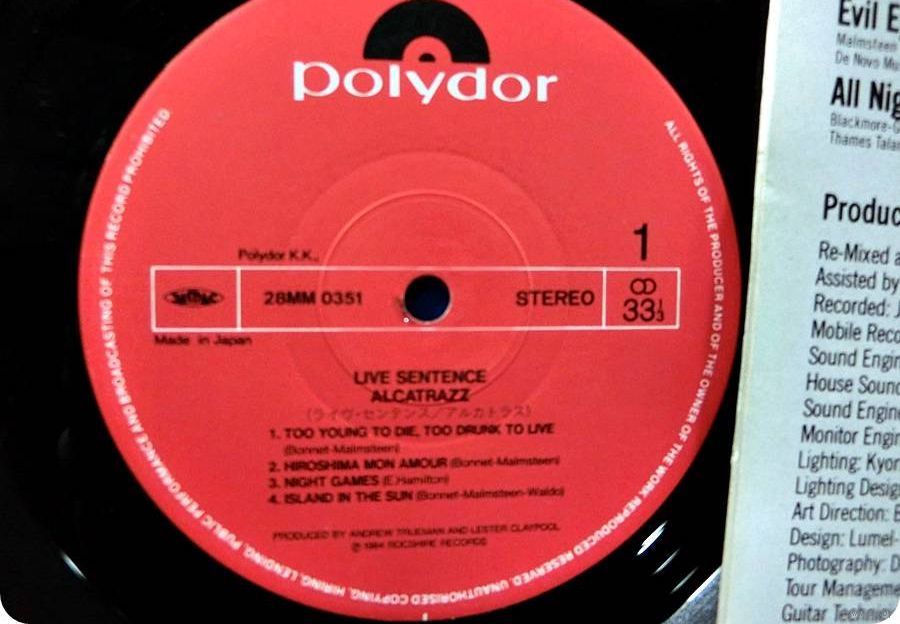 polydor
ALL RIGHTS OF THE PRODUCER AND OF THE OWNER OF THE WORK REPRODUCED RESERVED. UNAUTHORISED COPYING, HIRING, LENDING, PUBLIC PERFORMANCE AND BROADCASTING OF THIS RECORD PROHIBITED
Polydor K.K.,
1
28MM 0351
STEREO
33 1/3
Made in Japan
LIVE SENTENCE
ALCATRAZZ
(ライヴ・センテンス/アルカトラス)
1. TOO YOUNG TO DIE, TOO DRUNK TO LIVE
(Bonnet-Malmsteen)
2. HIROSHIMA MON AMOUR (Bonnet-Malmsteen)
3. NIGHT GAMES (E.Hamilton)
4. ISLAND IN THE SUN (Bonnet-Malmsteen-Waldo)
PRODUCED BY ANDREW TRUEMAN AND LESTER CLAYPOOL
℗ 1984 ROCSHIRE RECORDS
Evil E
Malmsteen
De Novo Mu
All Nig
Blackmore-G
Thames Talan
Produc
Re-Mixed a
Assisted by
Recorded: J
Mobile Reco
Sound Engin
House Sound
Sound Engine
Monitor Engin
Lighting: Kyor
Lighting Desig
Art Direction: E
Design: Lumel-
Photography: D
Tour Manageme
Guitar Technic